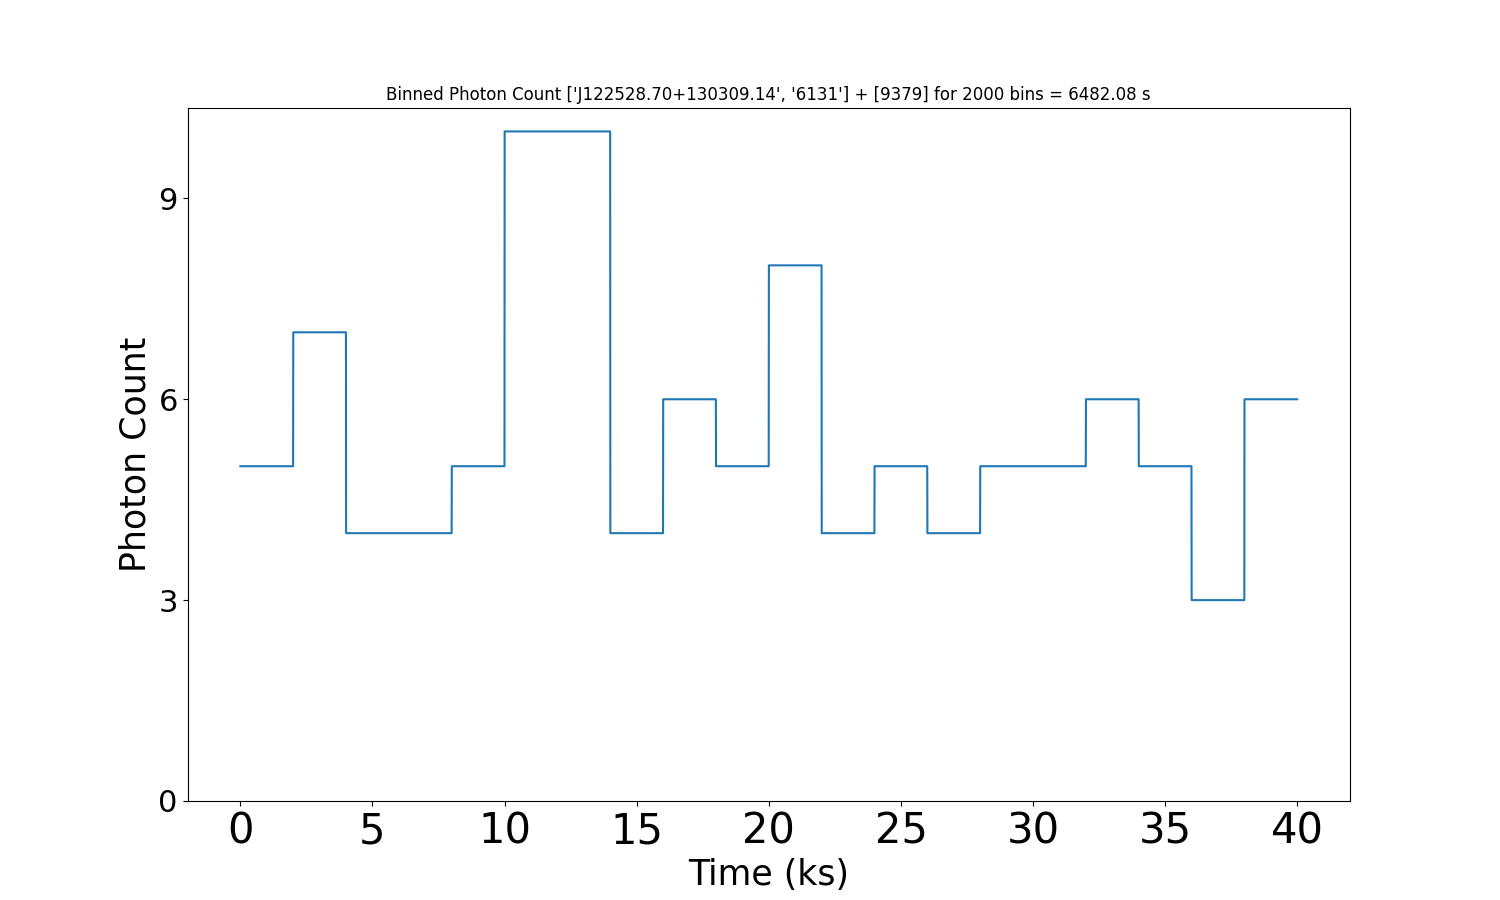 Binned Photon Count ['J122528.70+130309.14', '6131'] + [9379] for 2000 bins = 6482.08 s
9
6
3
0
Photon Count
0 5 10 15 20 25 30 35 40
Time (ks)